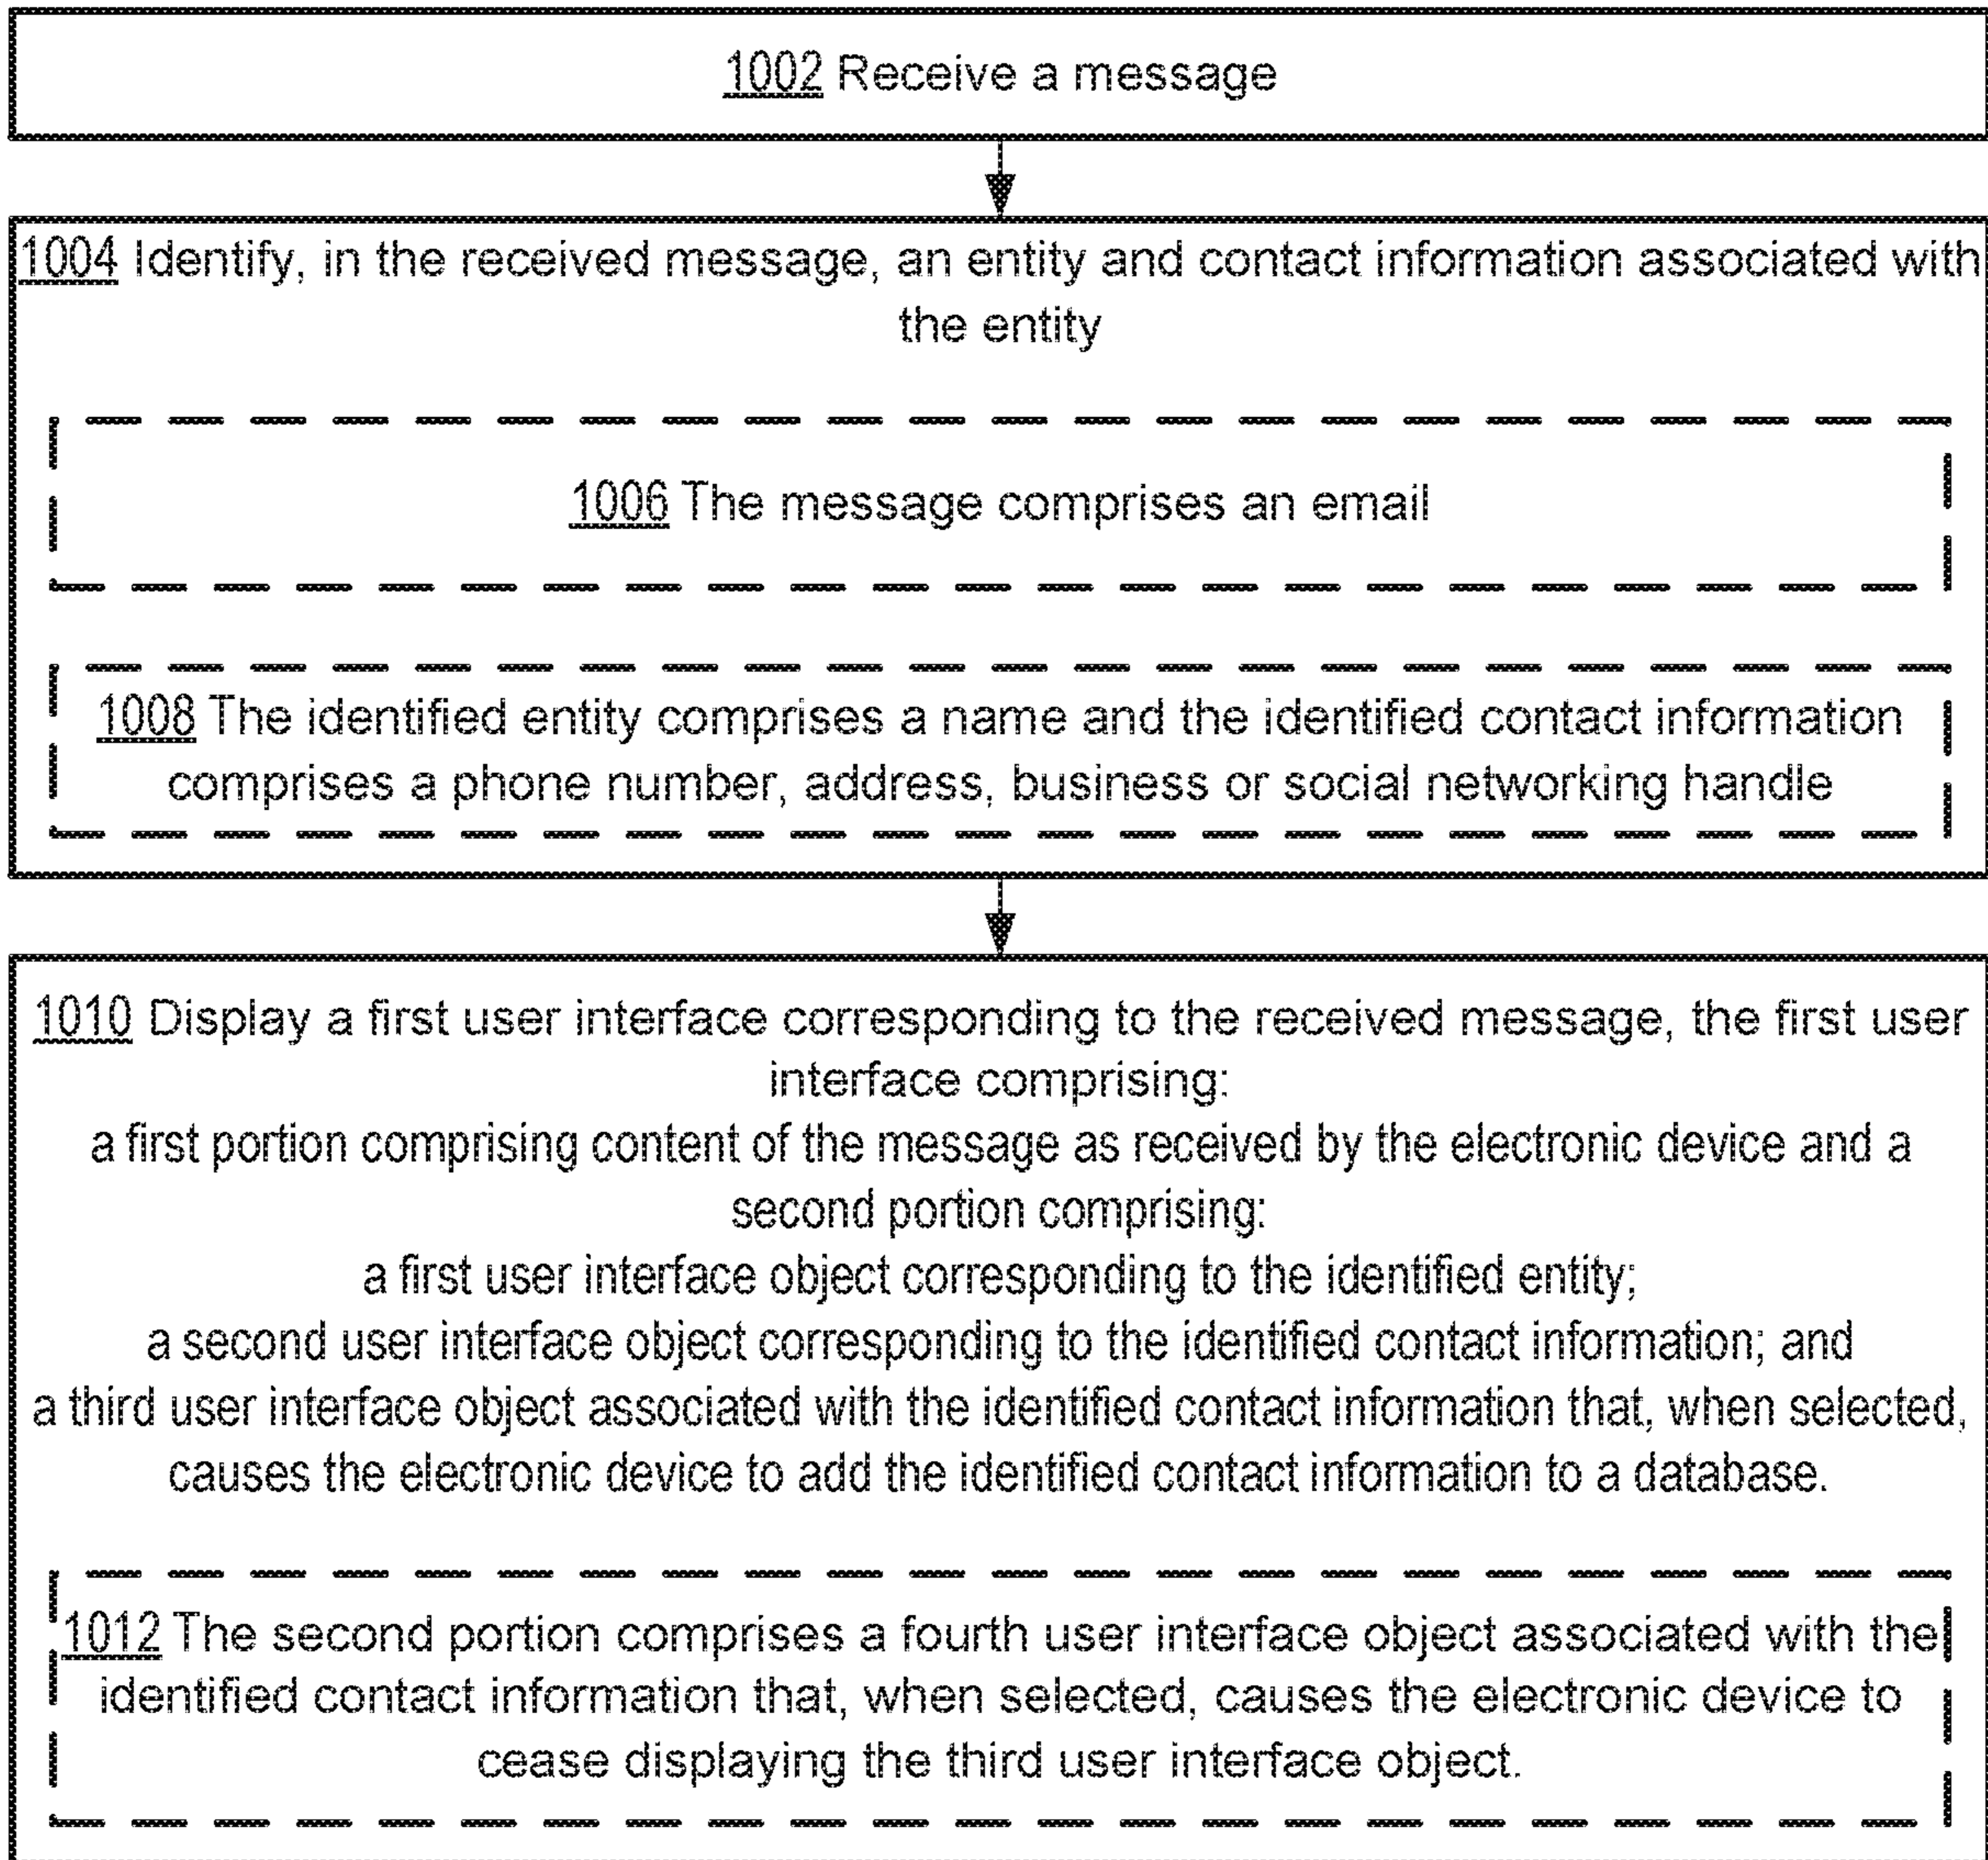 1002 Receive a message
1004 Identify, in the received message, an entity and contact information associated with
the entity
1006 The message comprises an email
1008 The identified entity comprises a name and the identified contact information
comprises a phone number, address, business or social networking handle
1010 Display a first user interface corresponding to the received message, the first user
interface comprising:
a first portion comprising content of the message as received by the electronic device and a
second portion comprising:
a first user interface object corresponding to the identified entity;
a second user interface object corresponding to the identified contact information; and
a third user interface object associated with the identified contact information that, when selected,
causes the electronic device to add the identified contact information to a database.
1012 The second portion comprises a fourth user interface object associated with the
identified contact information that, when selected, causes the electronic device to
cease displaying the third user interface object.